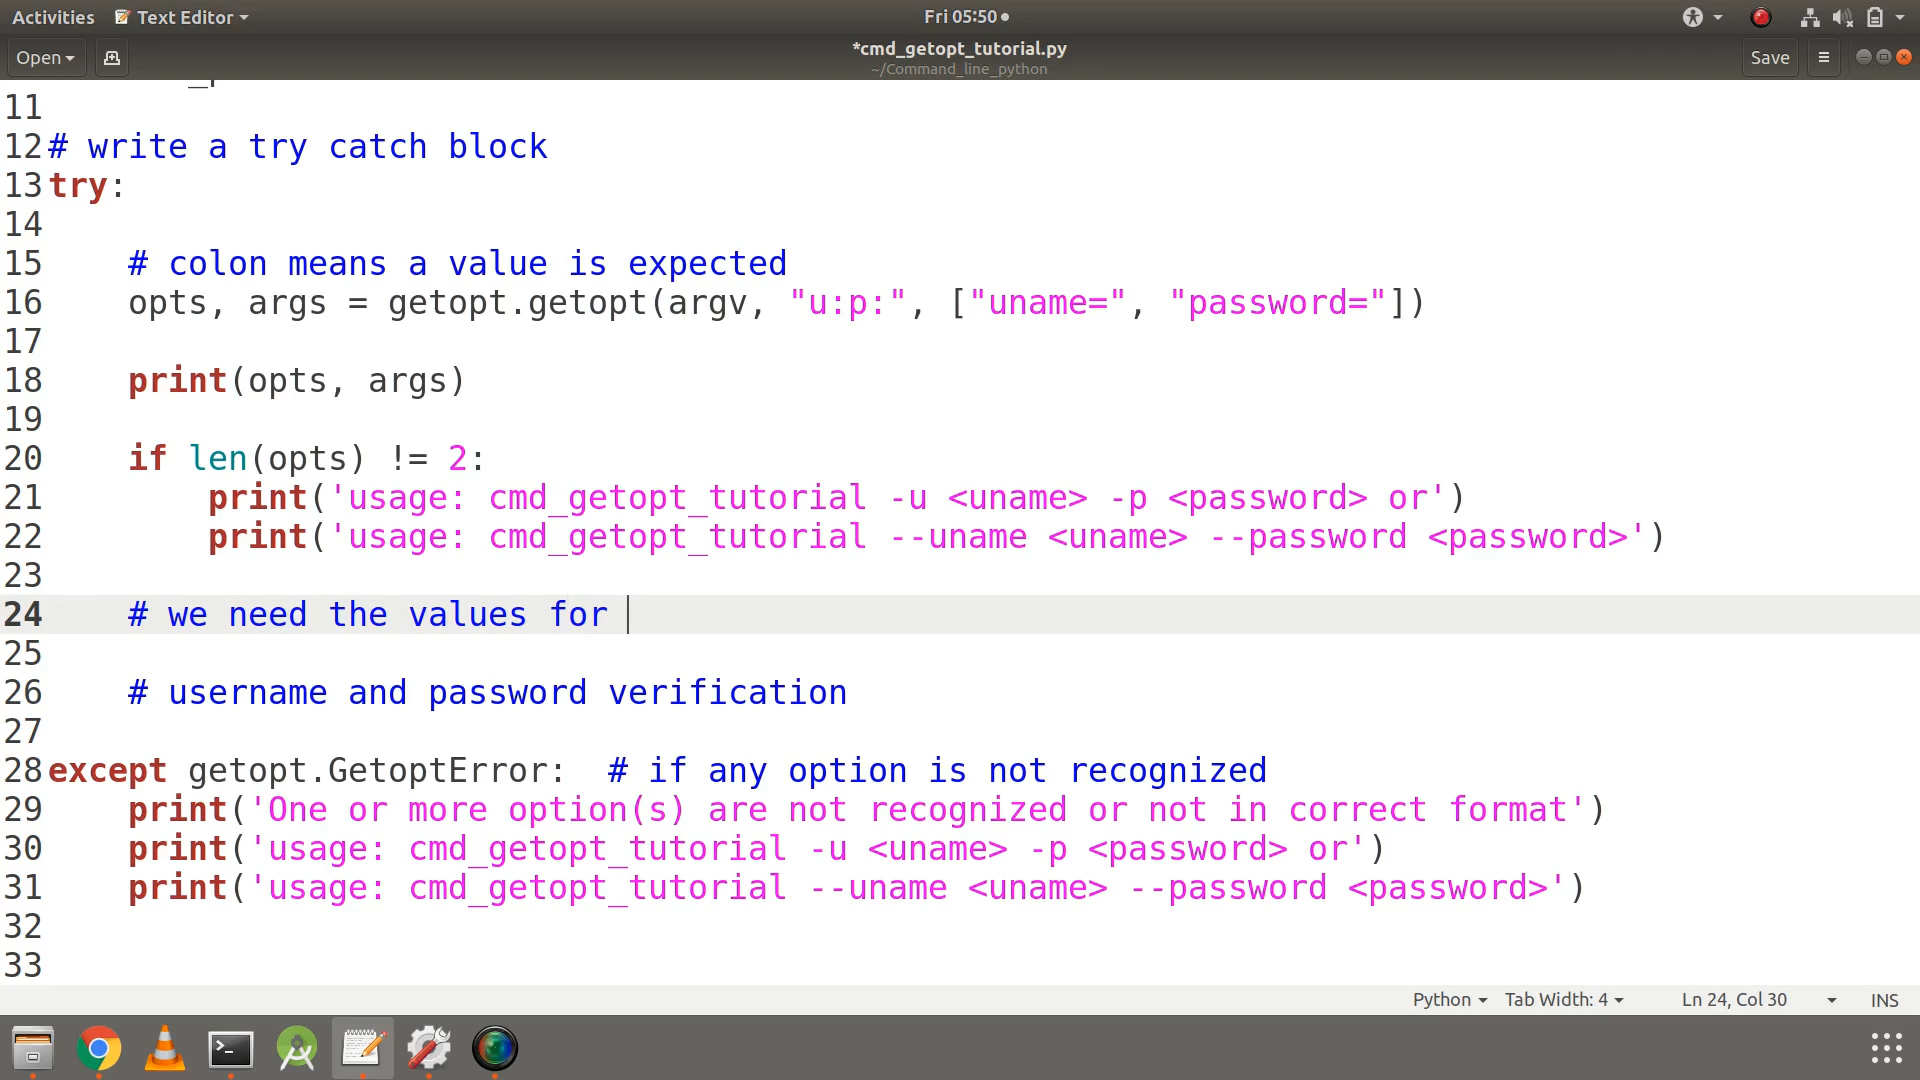 Activities Text Editor Fri 05:50
Open *cmd_getopt_tutorial.py Save
~/Command_line_python
11
12 # write a try catch block
13 try:
14
15 # colon means a value is expected
16 opts, args = getopt.getopt(argv, "u:p:", ["uname=", "password="])
17
18 print(opts, args)
19
20 if len(opts) != 2:
21 print('usage: cmd_getopt_tutorial -u <uname> -p <password> or')
22 print('usage: cmd_getopt_tutorial --uname <uname> --password <password>')
23
24 # we need the values for
25
26 # username and password verification
27
28 except getopt.GetoptError: # if any option is not recognized
29 print('One or more option(s) are not recognized or not in correct format')
30 print('usage: cmd_getopt_tutorial -u <uname> -p <password> or')
31 print('usage: cmd_getopt_tutorial --uname <uname> --password <password>')
32
33
Python Tab Width: 4 Ln 24, Col 30 INS